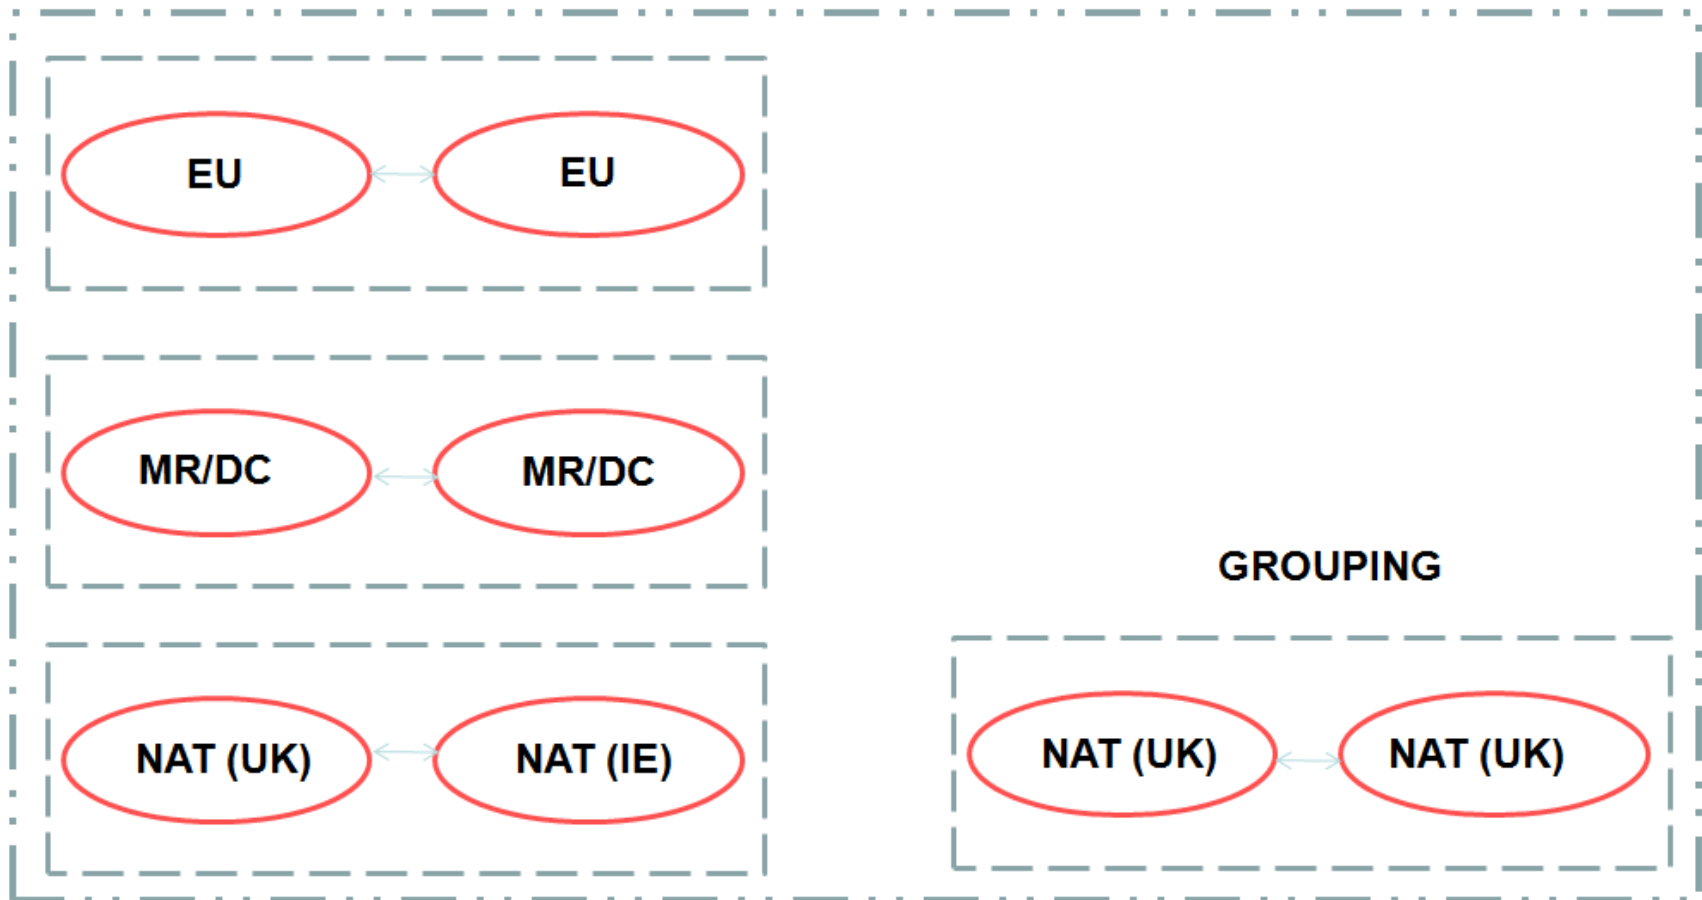 EU
EU
MR/DC
MR/DC
GROUPING
NAT (UK)
NAT (IE)
NAT (UK)
NAT (UK)